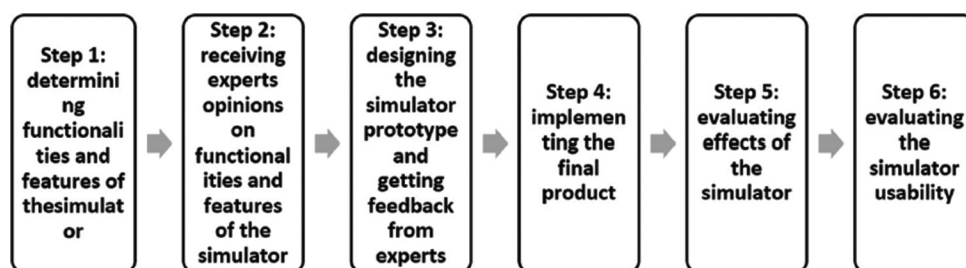 Step 1:
determini
ng
functionali
ties and
features of
thesimulat
or
Step 2:
receiving
experts
opinions
on
functional
ities and
features
of the
simulator
Step 3:
designing
the
simulator
prototype
and
getting
feedback
from
experts
Step 4:
implemen
ting the
final
product
Step 5:
evaluating
effects of
the
simulator
Step 6:
evaluating
the
simulator
usability